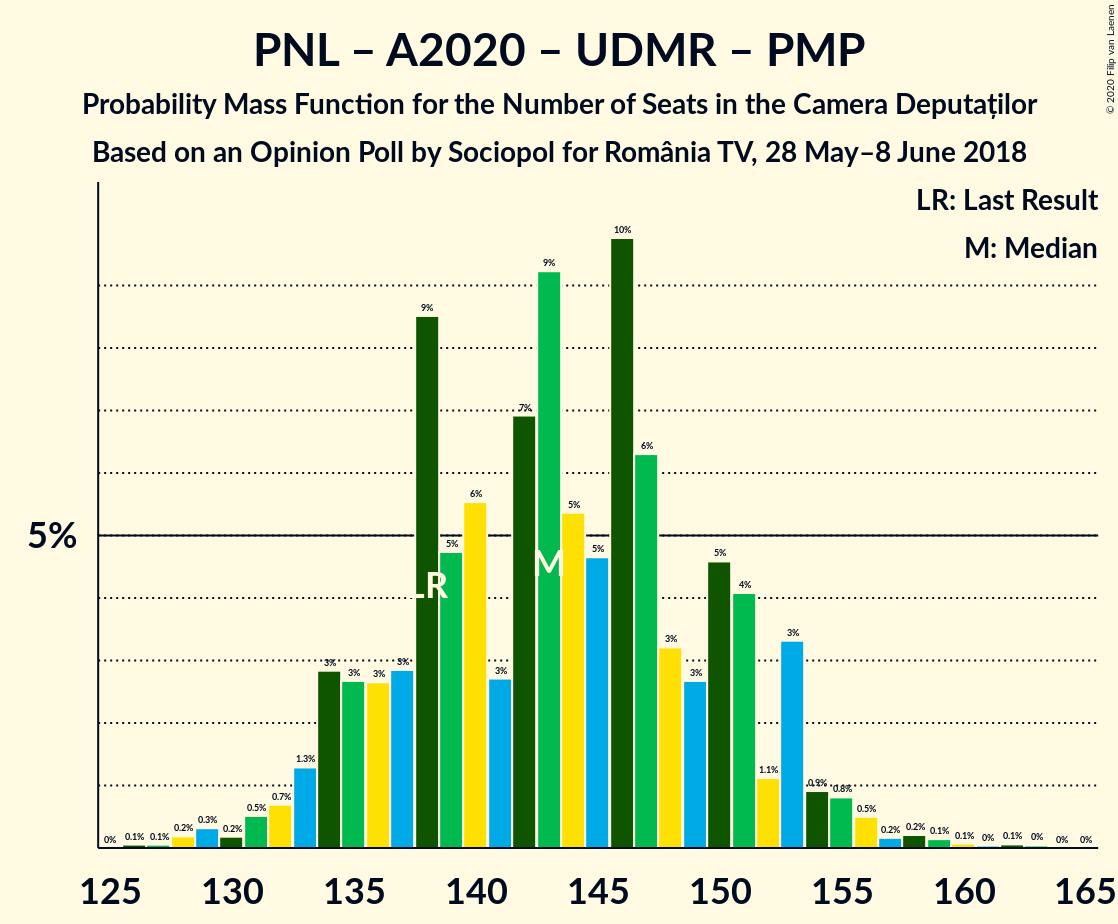 PNL – A2020 – UDMR – PMP
Probability Mass Function for the Number of Seats in the Camera Deputaților
Based on an Opinion Poll by Sociopol for România TV, 28 May–8 June 2018
© 2020 Filip van Laenen
LR: Last Result
M: Median
5%
0% 0.1% 0.1% 0.2% 0.3% 0.2% 0.5% 0.7% 1.3% 3% 3% 3% 3% 9% 5% 6% 3% 7% 9% 5% 5% 10% 6% 3% 3% 5% 4% 1.1% 3% 0.9% 0.8% 0.5% 0.2% 0.2% 0.1% 0.1% 0% 0.1% 0% 0% 0%
LR M
125 130 135 140 145 150 155 160 165